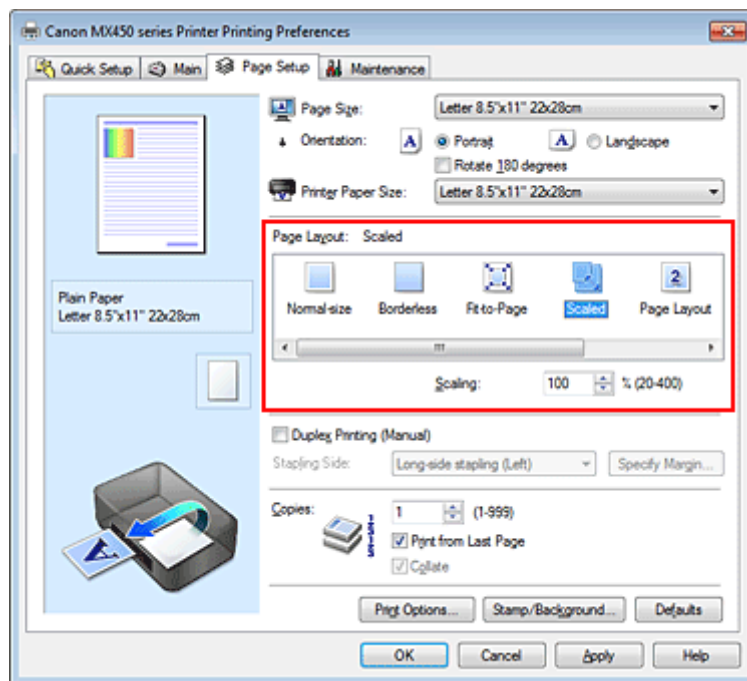 Canon MX450 series Printer Printing Preferences
Quick Setup Main Page Setup Maintenance
Page Size: Letter 8.5"x11" 22x28cm
Orientation: A Portrait A Landscape
Rotate 180 degrees
Printer Paper Size: Letter 8.5"x11" 22x28cm
Page Layout: Scaled
2
Normal-size Borderless Fit-to-Page Scaled Page Layout
Scaling: 100 % (20-400)
Plain Paper
Letter 8.5"x11" 22x28cm
Duplex Printing (Manual)
Stapling Side: Long-side stapling (Left) Specify Margin...
Copies: 1 (1-999)
Print from Last Page
Collate
A
Print Options... Stamp/Background... Defaults
OK Cancel Apply Help